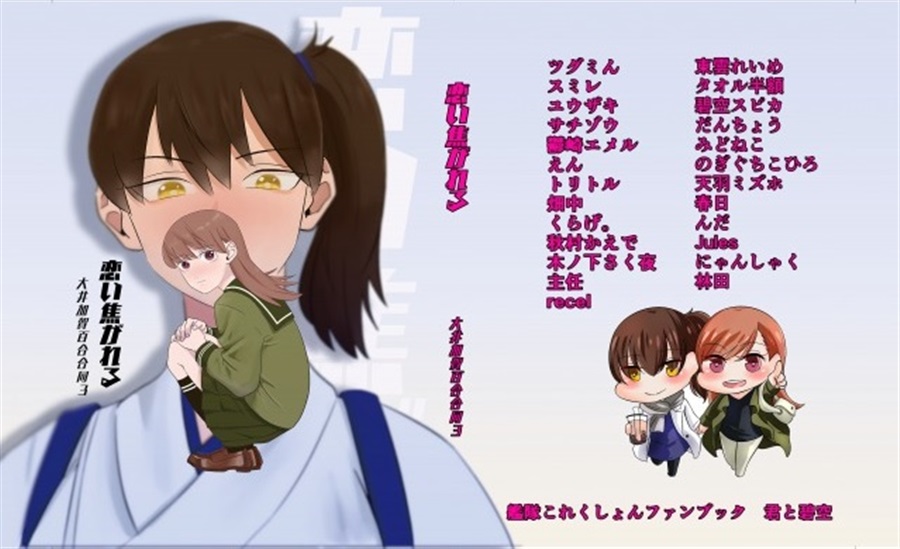 恋い焦がれる
大井加賀百合合同3
恋い焦がれる
大井加賀百合合同3
ツグミん
スミレ
ユウザキ
サチゾウ
エメル
えん
トリトル
畑中
くらげ。
秋村かえで
木ノ下さく夜
主任
recel
東雲れいめ
タオル半額
碧空スピカ
だんちょう
みどねこ
のぎぐちこひろ
天羽ミズホ
春日
んだ
Jules
にゃんしゃく
林田
艦隊これくしょんファンブック 君と碧空